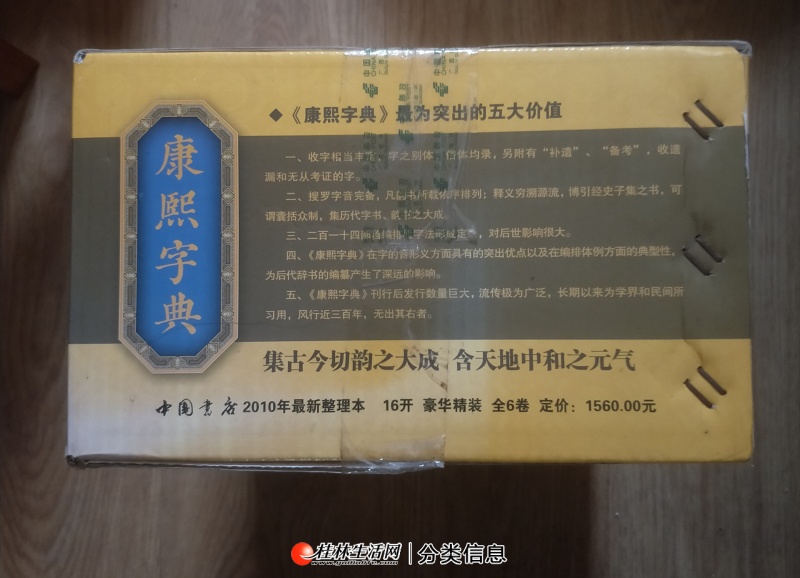 康熙字典
◆《康熙字典》最为突出的五大价值
一、收字相当丰富、字之别体、俗体均录,另附有“补遗”、“备考”,收遗
漏和无从考证的字。
二、搜罗字音完备,凡韵书所载依序排列;释义穷溯源流,博引经史子集之书,可
谓囊括众制,集历代字书、韵书之大成。
三、二百一十四部首编排 字法形成定 ,对后世影响很大。
四、《康熙字典》在字的音形义方面具有的突出优点以及在编排体例方面的典型性,
为后代辞书的编纂产生了深远的影响。
五、《康熙字典》刊行后发行数量巨大,流传极为广泛,长期以来为学界和民间所
习用,风行近三百年,无出其右者。
集古今切韵之大成 含天地中和之元气
中国书店 2010年最新整理本 16开 豪华精装 全6卷 定价:1560.00元
桂林生活网 | 分类信息
www.guilinlife.com